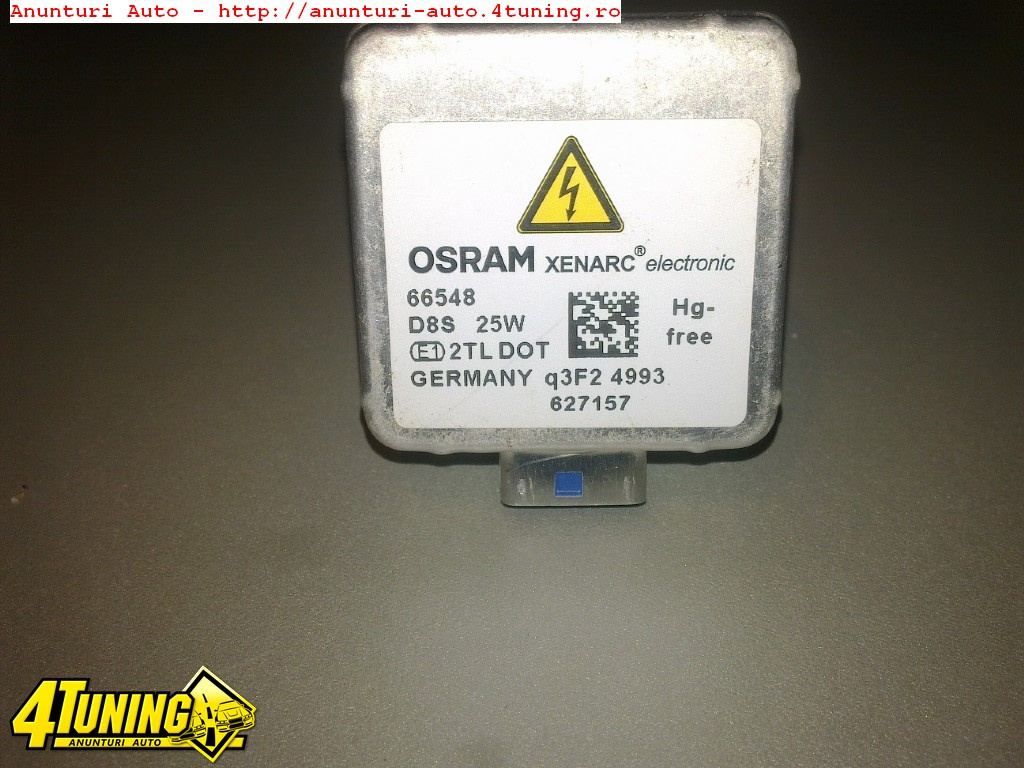 Anunturi Auto - http://anunturi-auto.4tuning.ro
OSRAM XENARC® electronic
66548
D8S 25W
Hg-
free
E1 2TL DOT
GERMANY q3F2 4993
627157
4TUNING
ANUNTURI AUTO